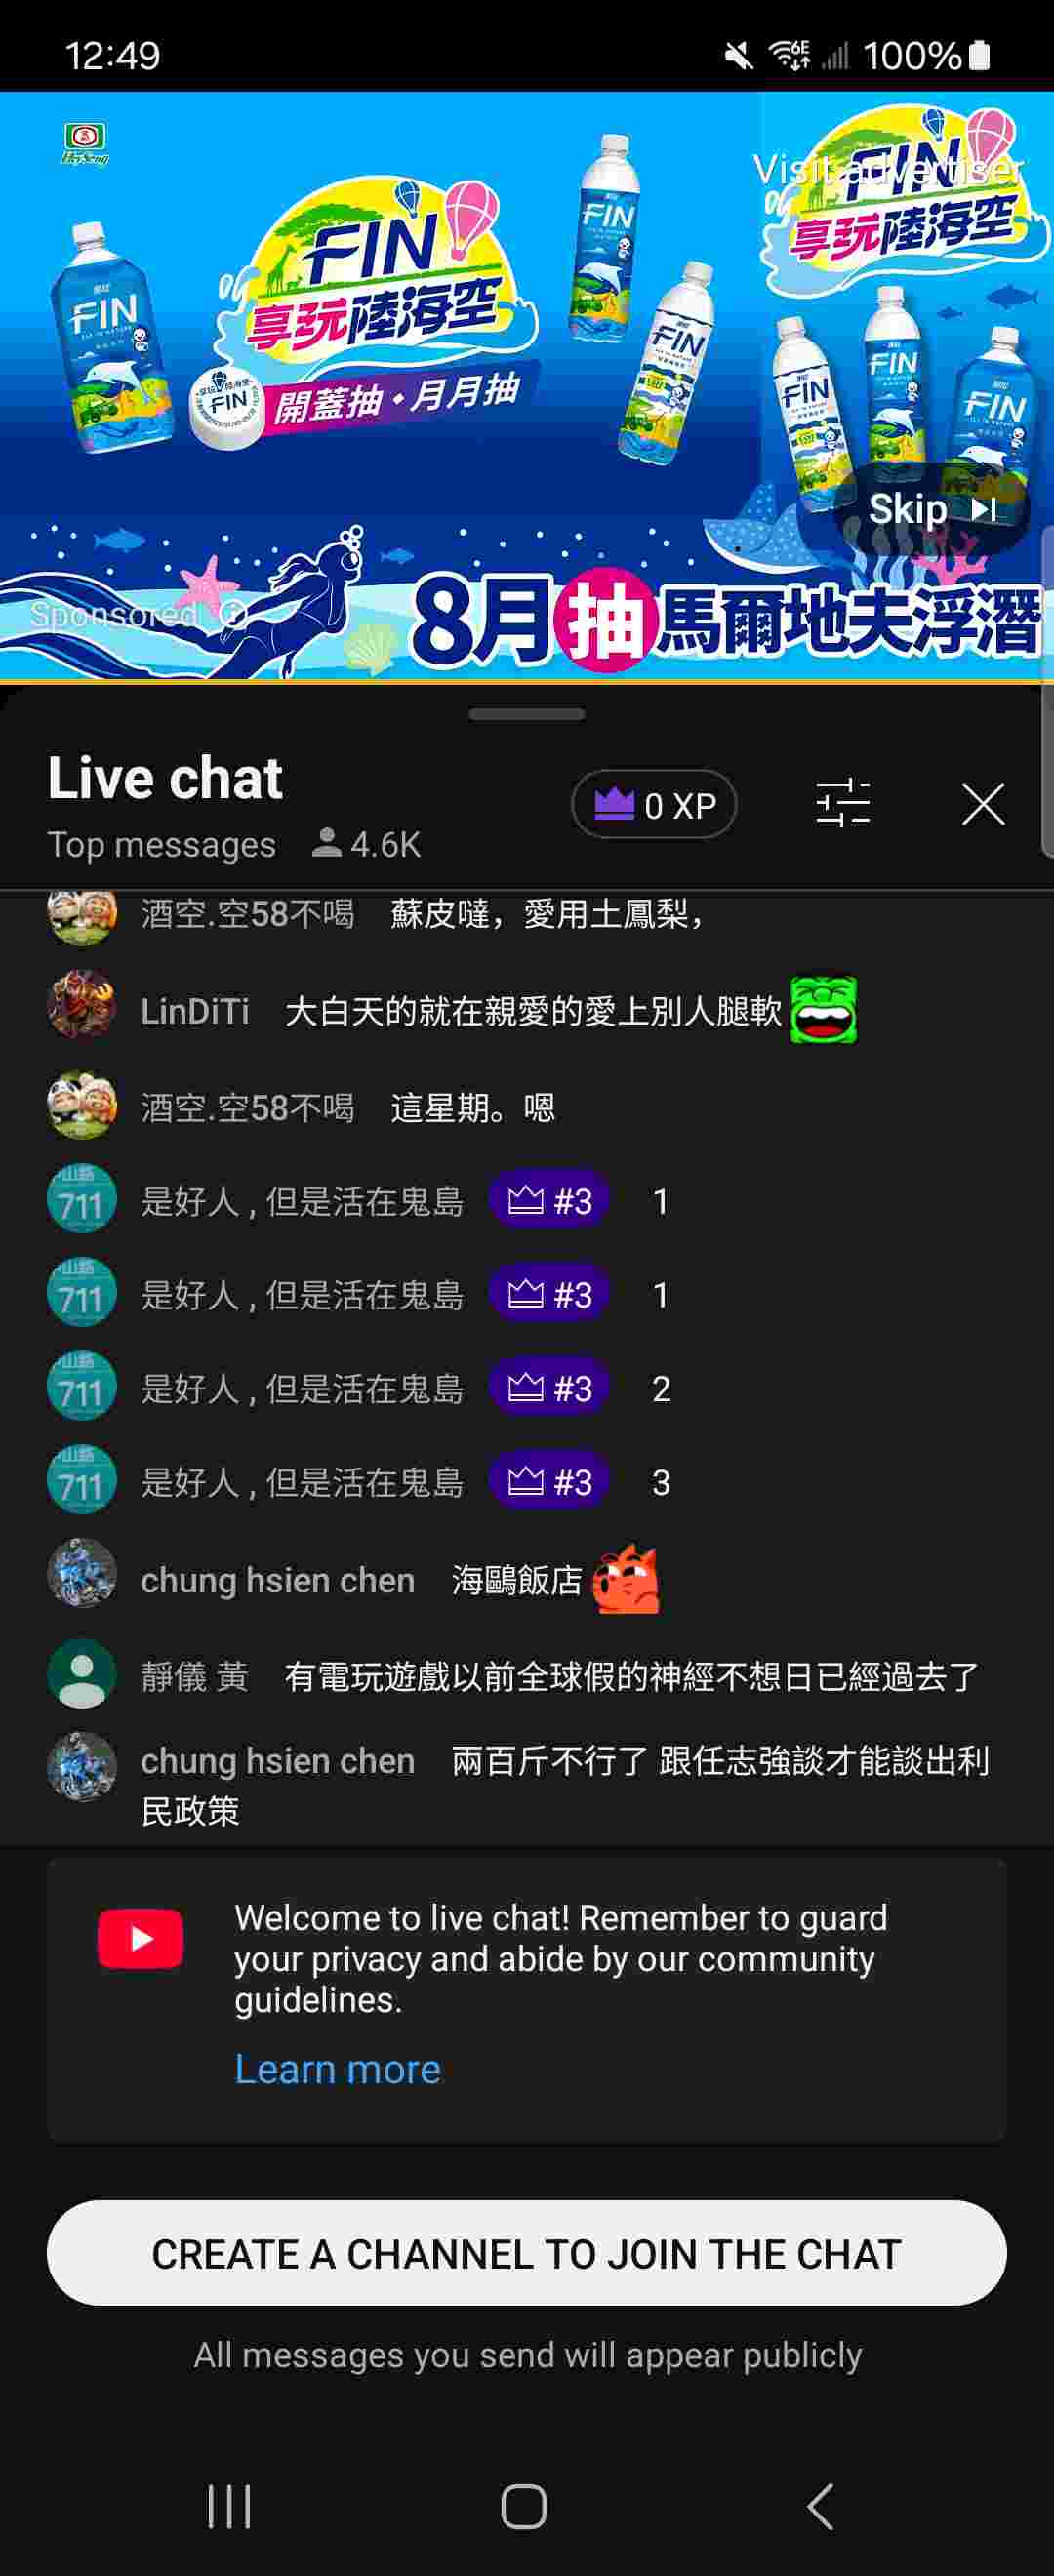 12:49
6E
100%
HeySong
Visit advertiser
FIN
享玩陸海空
FIN
享玩陸海空
FIN
FIN
FIN
FIN
FIN
FIN
FIN
開蓋抽・月月抽
Skip
Sponsored
8月抽馬爾地夫浮潛
Live chat
0 XP
Top messages 4.6K
酒空.空58不喝 蘇皮噠，愛用土鳳梨，
LinDiTi 大白天的就在親愛的愛上別人腿軟
酒空.空58不喝 這星期。嗯
711
是好人 , 但是活在鬼島 #3 1
711
是好人 , 但是活在鬼島 #3 1
711
是好人 , 但是活在鬼島 #3 2
711
是好人 , 但是活在鬼島 #3 3
chung hsien chen 海鷗飯店
靜儀 黃 有電玩遊戲以前全球假的神經不想日已經過去了
chung hsien chen 兩百斤不行了 跟任志強談才能談出利
民政策
Welcome to live chat! Remember to guard
your privacy and abide by our community
guidelines.
Learn more
CREATE A CHANNEL TO JOIN THE CHAT
All messages you send will appear publicly